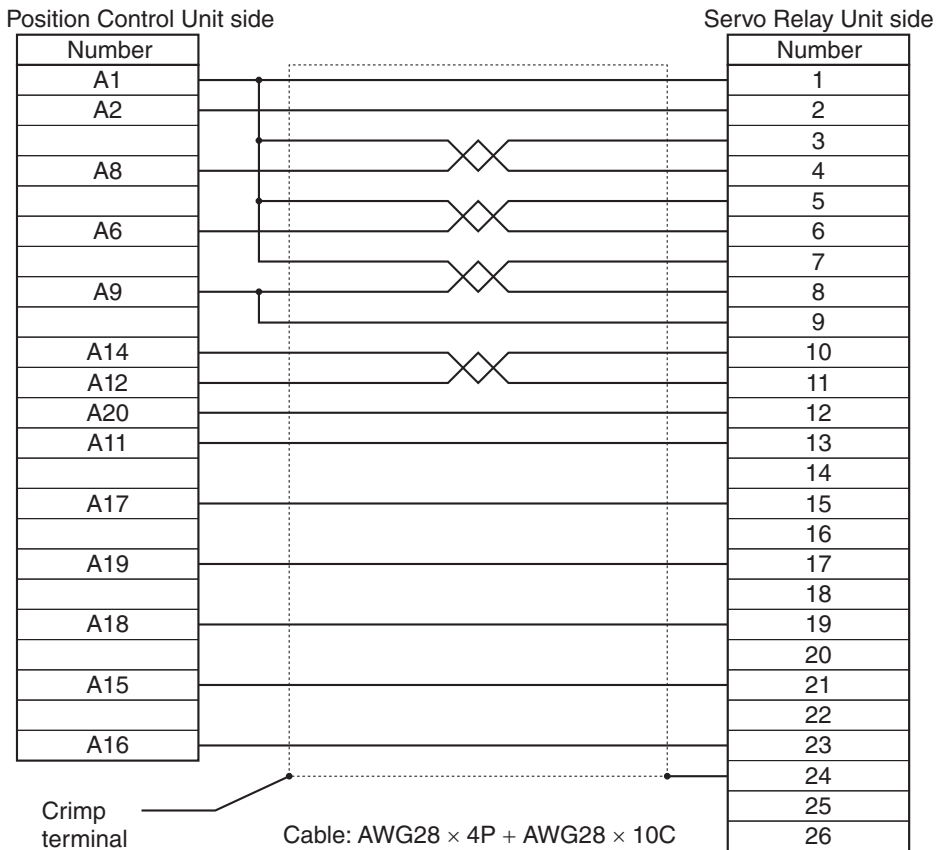 Position Control Unit side
Servo Relay Unit side
Number
Number
A1
1
A2
2
3
A8
4
5
A6
6
7
A9
8
9
A14
10
A12
11
A20
12
A11
13
14
A17
15
16
A19
17
18
A18
19
20
A15
21
22
A16
23
24
Crimp
terminal
25
Cable: AWG28 × 4P + AWG28 × 10C
26